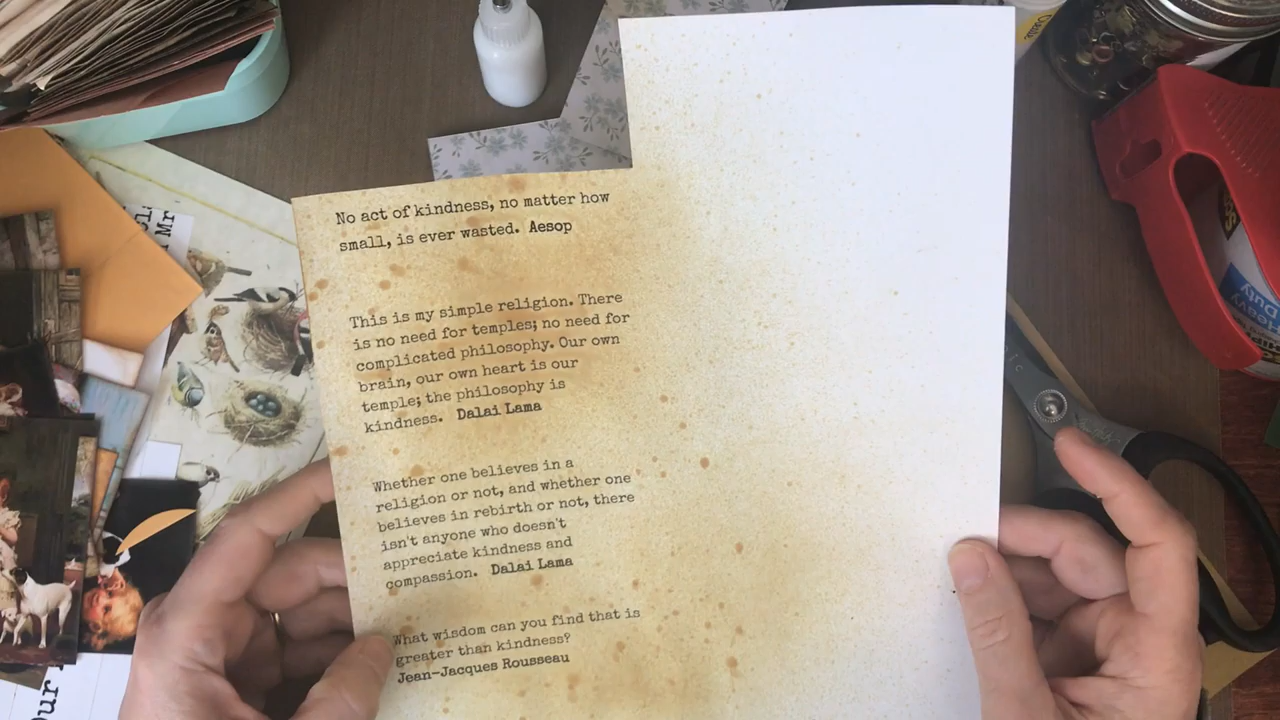 No act of kindness, no matter how
small, is ever wasted. Aesop
This is my simple religion. There
is no need for temples; no need for
complicated philosophy. Our own
brain, our own heart is our
temple; the philosophy is
kindness. Dalai Lama
Whether one believes in a
religion or not, and whether one
believes in rebirth or not, there
isn't anyone who doesn't
appreciate kindness and
compassion. Dalai Lama
What wisdom can you find that is
greater than kindness?
Jean-Jacques Rousseau
Heavy
Duty